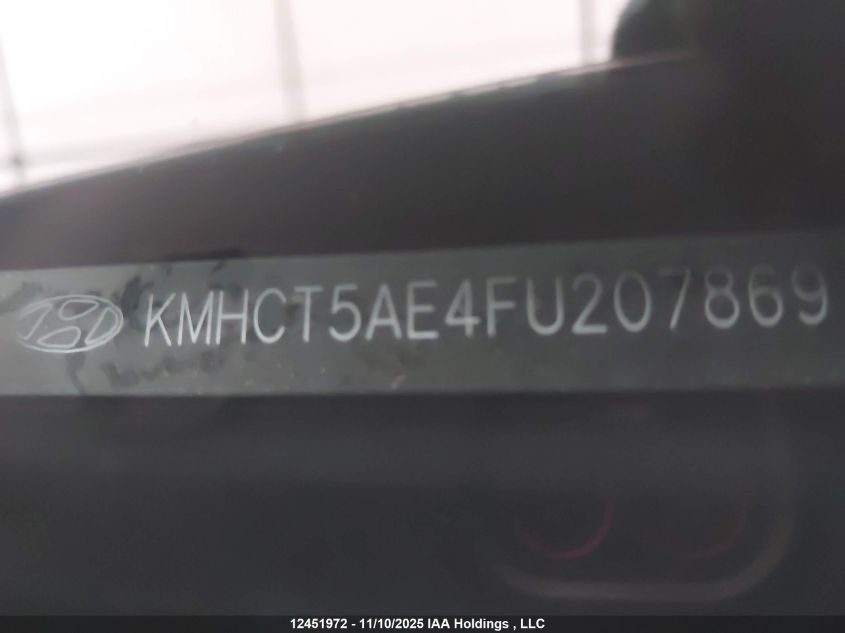 KMHCT5AE4FU207869
12451972 - 11/10/2025 IAA Holdings , LLC